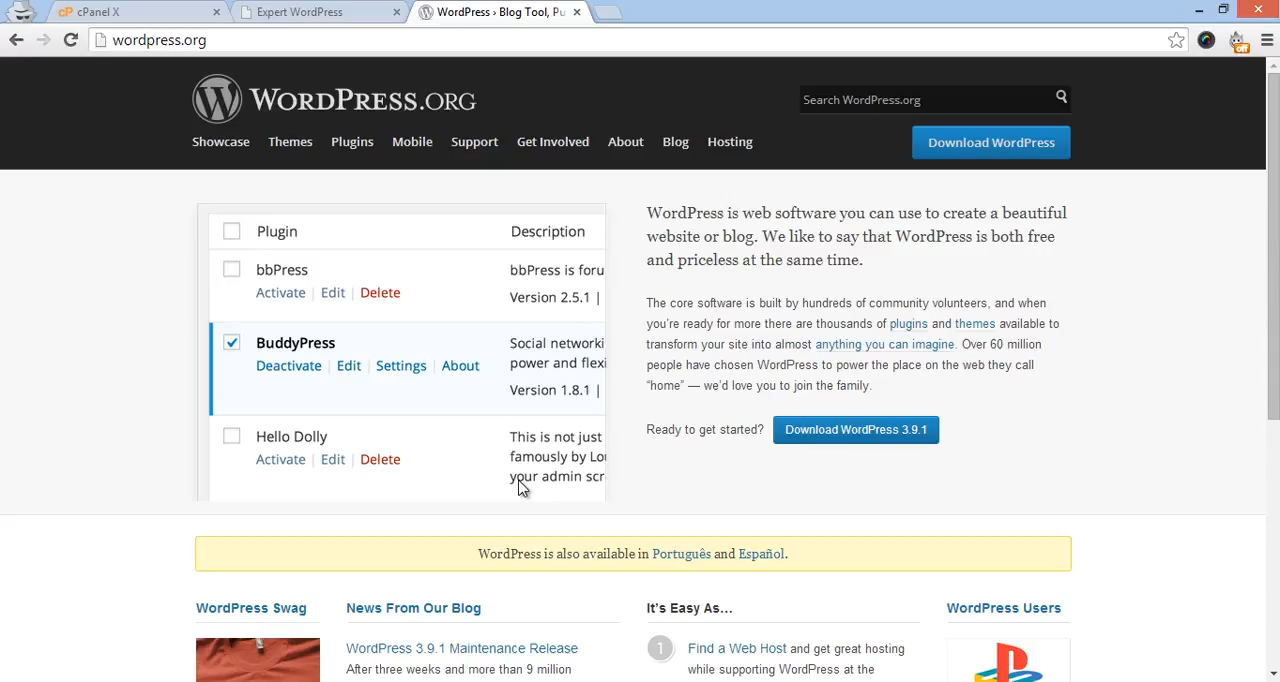 cPanel X
Expert WordPress
WordPress › Blog Tool, Pu
wordpress.org
off
WORDPRESS.ORG
Search WordPress.org
Showcase Themes Plugins Mobile Support Get Involved About Blog Hosting
Download WordPress
Plugin Description
bbPress bbPress is foru
Activate | Edit | Delete Version 2.5.1 |
BuddyPress Social networki
Deactivate | Edit | Settings | About power and flexi
Version 1.8.1 |
Hello Dolly This is not just
Activate | Edit | Delete famously by Lou
your admin scr
WordPress is web software you can use to create a beautiful
website or blog. We like to say that WordPress is both free
and priceless at the same time.
The core software is built by hundreds of community volunteers, and when
you’re ready for more there are thousands of plugins and themes available to
transform your site into almost anything you can imagine. Over 60 million
people have chosen WordPress to power the place on the web they call
“home” — we’d love you to join the family.
Ready to get started? Download WordPress 3.9.1
WordPress is also available in Português and Español.
WordPress Swag
News From Our Blog
WordPress 3.9.1 Maintenance Release
After three weeks and more than 9 million
It’s Easy As…
1 Find a Web Host and get great hosting
while supporting WordPress at the
WordPress Users